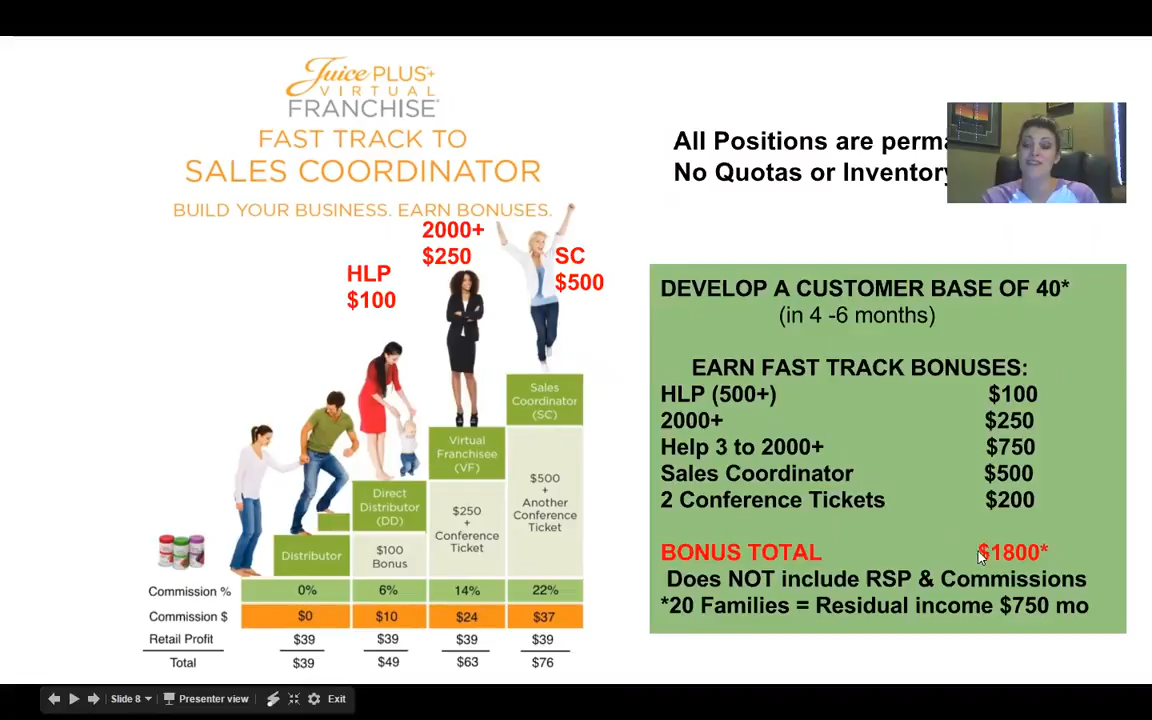 Juice PLUS+
VIRTUAL
FRANCHISE
FAST TRACK TO
SALES COORDINATOR
BUILD YOUR BUSINESS. EARN BONUSES.
HLP
$100
2000+
$250
SC
$500
Sales
Coordinator
(SC)
Virtual
Franchisee
(VF)
Direct
Distributor
(DD)
Distributor
$100
Bonus
$250
+
Conference
Ticket
$500
+
Another
Conference
Ticket
Commission % 0% 6% 14% 22%
Commission $ $0 $10 $24 $37
Retail Profit $39 $39 $39 $39
Total $39 $49 $63 $76
All Positions are
No Quotas or
DEVELOP A CUSTOMER BASE OF 40*
(in 4 -6 months)
EARN FAST TRACK BONUSES:
HLP (500+) $100
2000+ $250
Help 3 to 2000+ $750
Sales Coordinator $500
2 Conference Tickets $200
BONUS TOTAL $1800*
Does NOT include RSP & Commissions
*20 Families = Residual income $750 mo
Slide 8
Presenter view
Exit